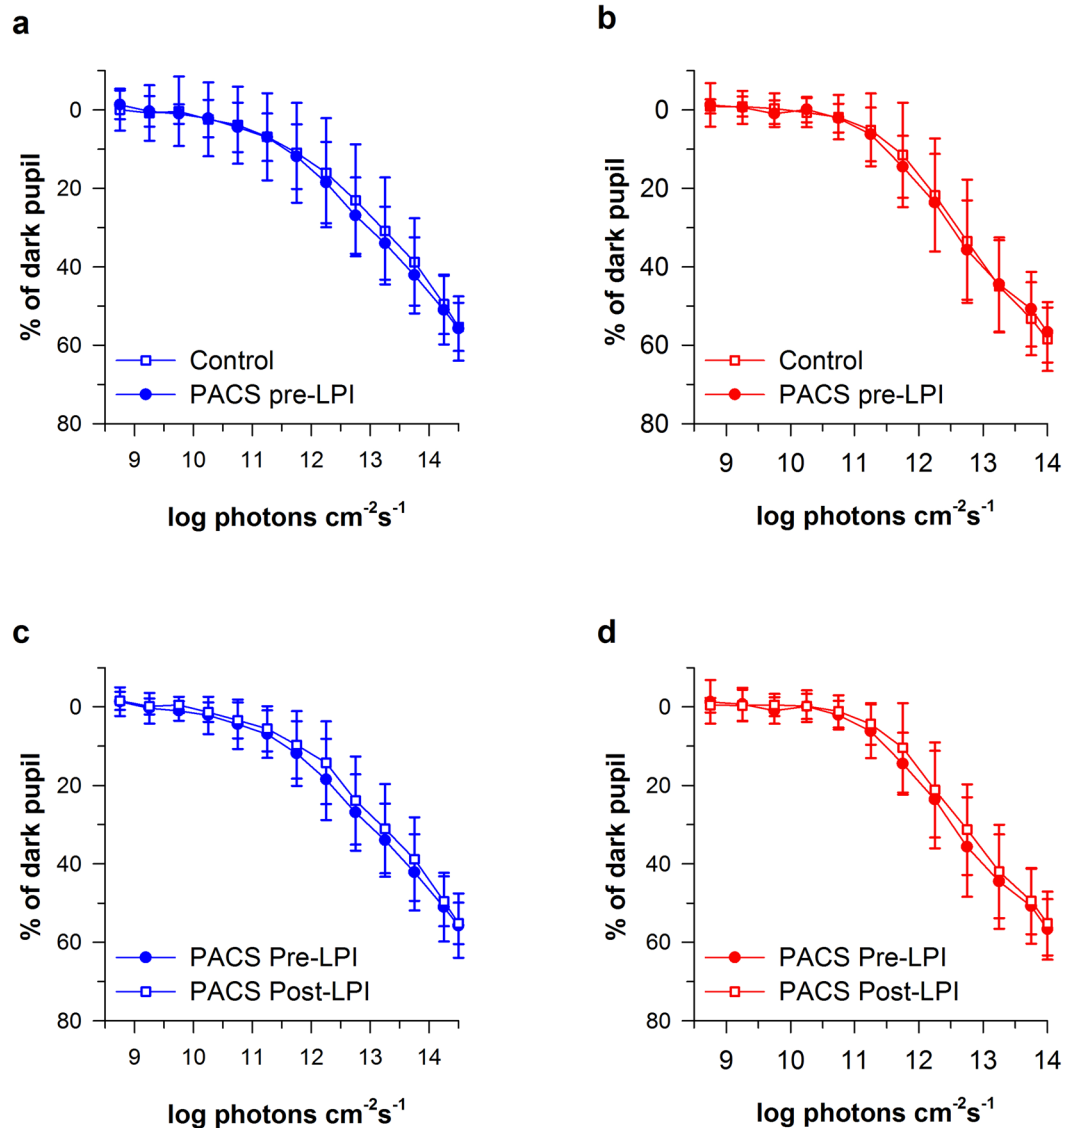 a
% of dark pupil
0
20
40
60
80
Control
PACS pre-LPI
9 10 11 12 13 14
log photons cm⁻²s⁻¹
b
% of dark pupil
0
20
40
60
80
Control
PACS pre-LPI
9 10 11 12 13 14
log photons cm⁻²s⁻¹
c
% of dark pupil
0
20
40
60
80
PACS Pre-LPI
PACS Post-LPI
9 10 11 12 13 14
log photons cm⁻²s⁻¹
d
% of dark pupil
0
20
40
60
80
PACS Pre-LPI
PACS Post-LPI
9 10 11 12 13 14
log photons cm⁻²s⁻¹